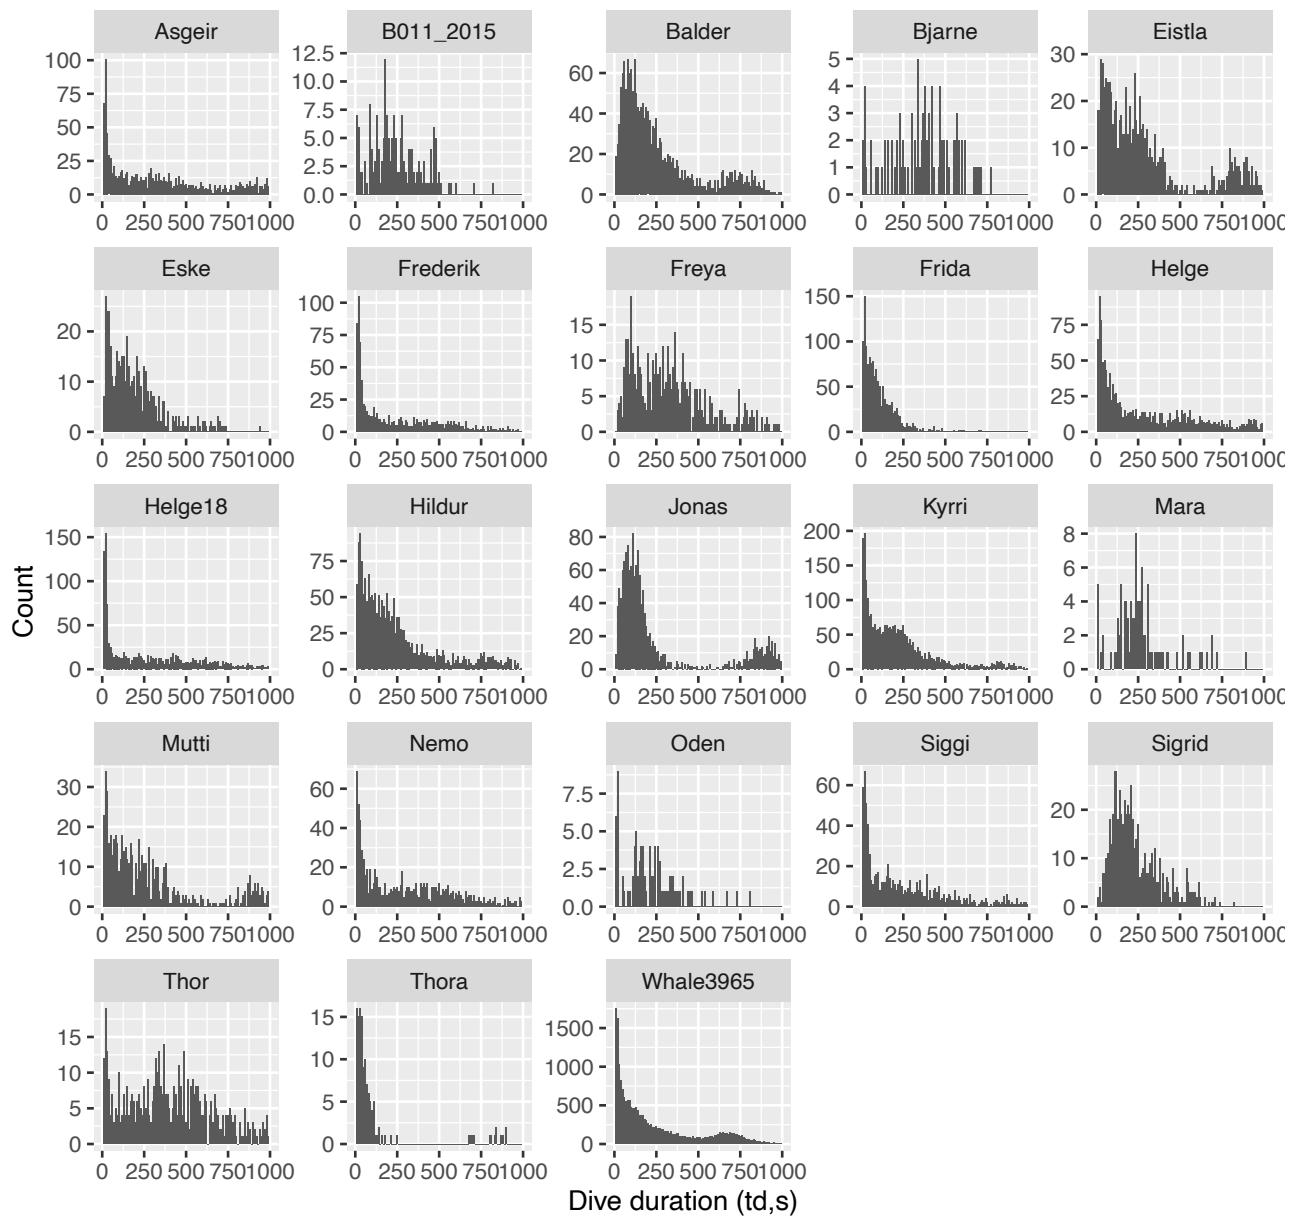 Asgeir B011_2015 Balder Bjarne Eistla
100 75 50 25 0
12.5 10.0 7.5 5.0 2.5 0.0
60 40 20 0
5 4 3 2 1 0
30 20 10 0
0 250 500 7501000 0 250 500 7501000 0 250 500 7501000 0 250 500 7501000 0 250 500 7501000
Eske Frederik Freya Frida Helge
20 10 0
100 75 50 25 0
15 10 5 0
150 100 50 0
75 50 25 0
0 250 500 7501000 0 250 500 7501000 0 250 500 7501000 0 250 500 7501000 0 250 500 7501000
Helge18 Hildur Jonas Kyrri Mara
150 100 50 0
75 50 25 0
80 60 40 20 0
200 150 100 50 0
8 6 4 2 0
0 250 500 7501000 0 250 500 7501000 0 250 500 7501000 0 250 500 7501000 0 250 500 7501000
Count
Mutti Nemo Oden Siggi Sigrid
30 20 10 0
60 40 20 0
7.5 5.0 2.5 0.0
60 40 20 0
20 10 0
0 250 500 7501000 0 250 500 7501000 0 250 500 7501000 0 250 500 7501000 0 250 500 7501000
Thor Thora Whale3965
15 10 5 0
15 10 5 0
1500 1000 500 0
0 250 500 7501000 0 250 500 7501000 0 250 500 7501000
Dive duration (td,s)